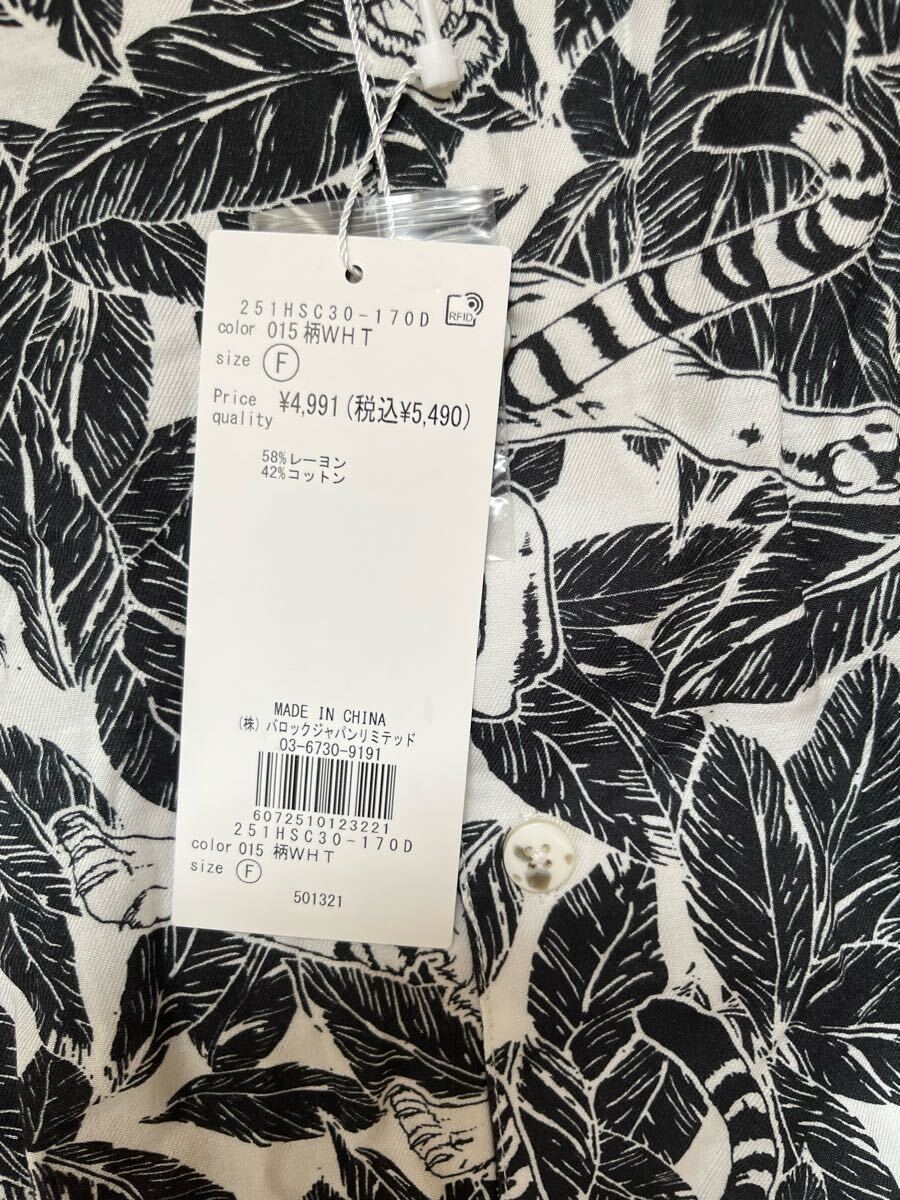 251HSC30-170D
RFID
color 015 柄WHT
size F
Price ¥4,991(税込¥5,490)
quality
58%レーヨン
42%コットン
MADE IN CHINA
(株)バロックジャパンリミテッド
03-6730-9191
6072510123221
251HSC30-170D
color 015 柄WHT
size F
501321